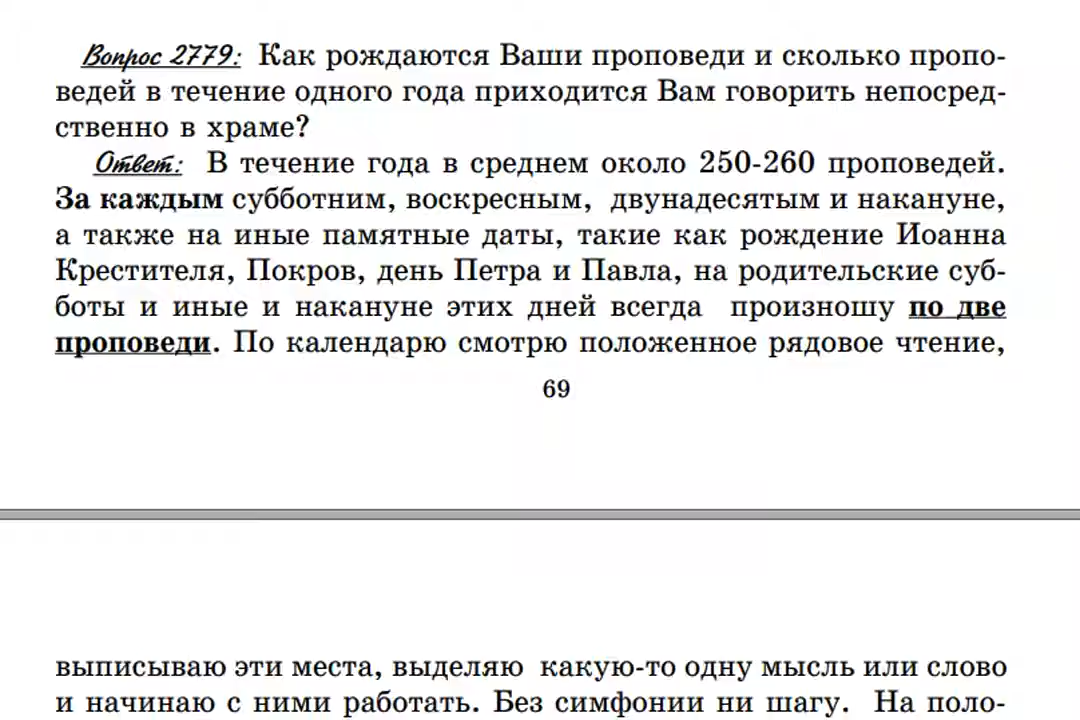 Вопрос 2779: Как рождаются Ваши проповеди и сколько пропо-
ведей в течение одного года приходится Вам говорить непосред-
ственно в храме?
Ответ: В течение года в среднем около 250-260 проповедей.
За каждым субботним, воскресным, двунадесятым и накануне,
а также на иные памятные даты, такие как рождение Иоанна
Крестителя, Покров, день Петра и Павла, на родительские суб-
боты и иные и накануне этих дней всегда произношу по две
проповеди. По календарю смотрю положенное рядовое чтение,
69
выписываю эти места, выделяю какую-то одну мысль или слово
и начинаю с ними работать. Без симфонии ни шагу. На поло-